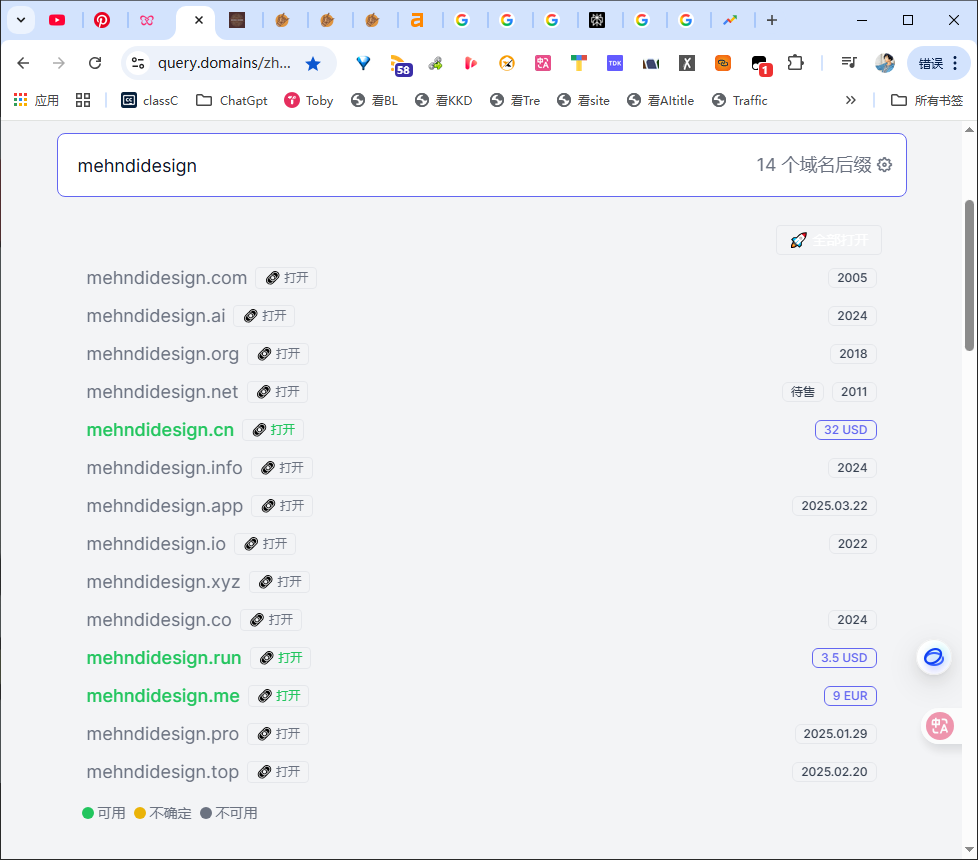 query.domains/zh...
58
TDK
X
1
错误
应用
classC
ChatGpt
Toby
看BL
看KKD
看Tre
看site
看AItitle
Traffic
所有书签
mehndidesign
14 个域名后缀
全部打开
mehndidesign.com 打开 2005
mehndidesign.ai 打开 2024
mehndidesign.org 打开 2018
mehndidesign.net 打开 待售 2011
mehndidesign.cn 打开 32 USD
mehndidesign.info 打开 2024
mehndidesign.app 打开 2025.03.22
mehndidesign.io 打开 2022
mehndidesign.xyz 打开
mehndidesign.co 打开 2024
mehndidesign.run 打开 3.5 USD
mehndidesign.me 打开 9 EUR
mehndidesign.pro 打开 2025.01.29
mehndidesign.top 打开 2025.02.20
可用 不确定 不可用